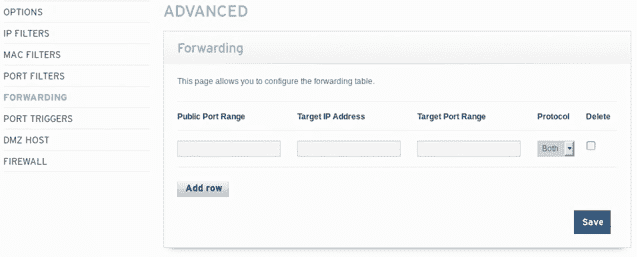 OPTIONS
IP FILTERS
MAC FILTERS
PORT FILTERS
FORWARDING
PORT TRIGGERS
DMZ HOST
FIREWALL
ADVANCED
Forwarding
This page allows you to configure the forwarding table.
Public Port Range Target IP Address Target Port Range Protocol Delete
Both
Add row
Save